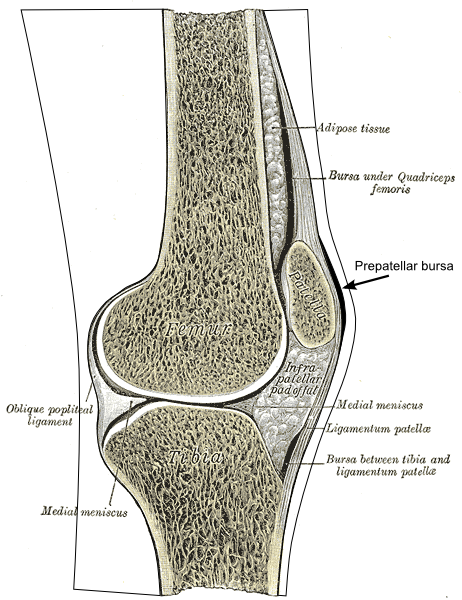 Adipose tissue
Bursa under Quadriceps
femoris
Prepatellar bursa
Patella
Femur
Infra
patellar
pad of fat
Medial meniscus
Oblique popliteal
ligament
Ligamentum patellæ
Tibia
Bursa between tibia and
ligamentum patellæ
Medial meniscus